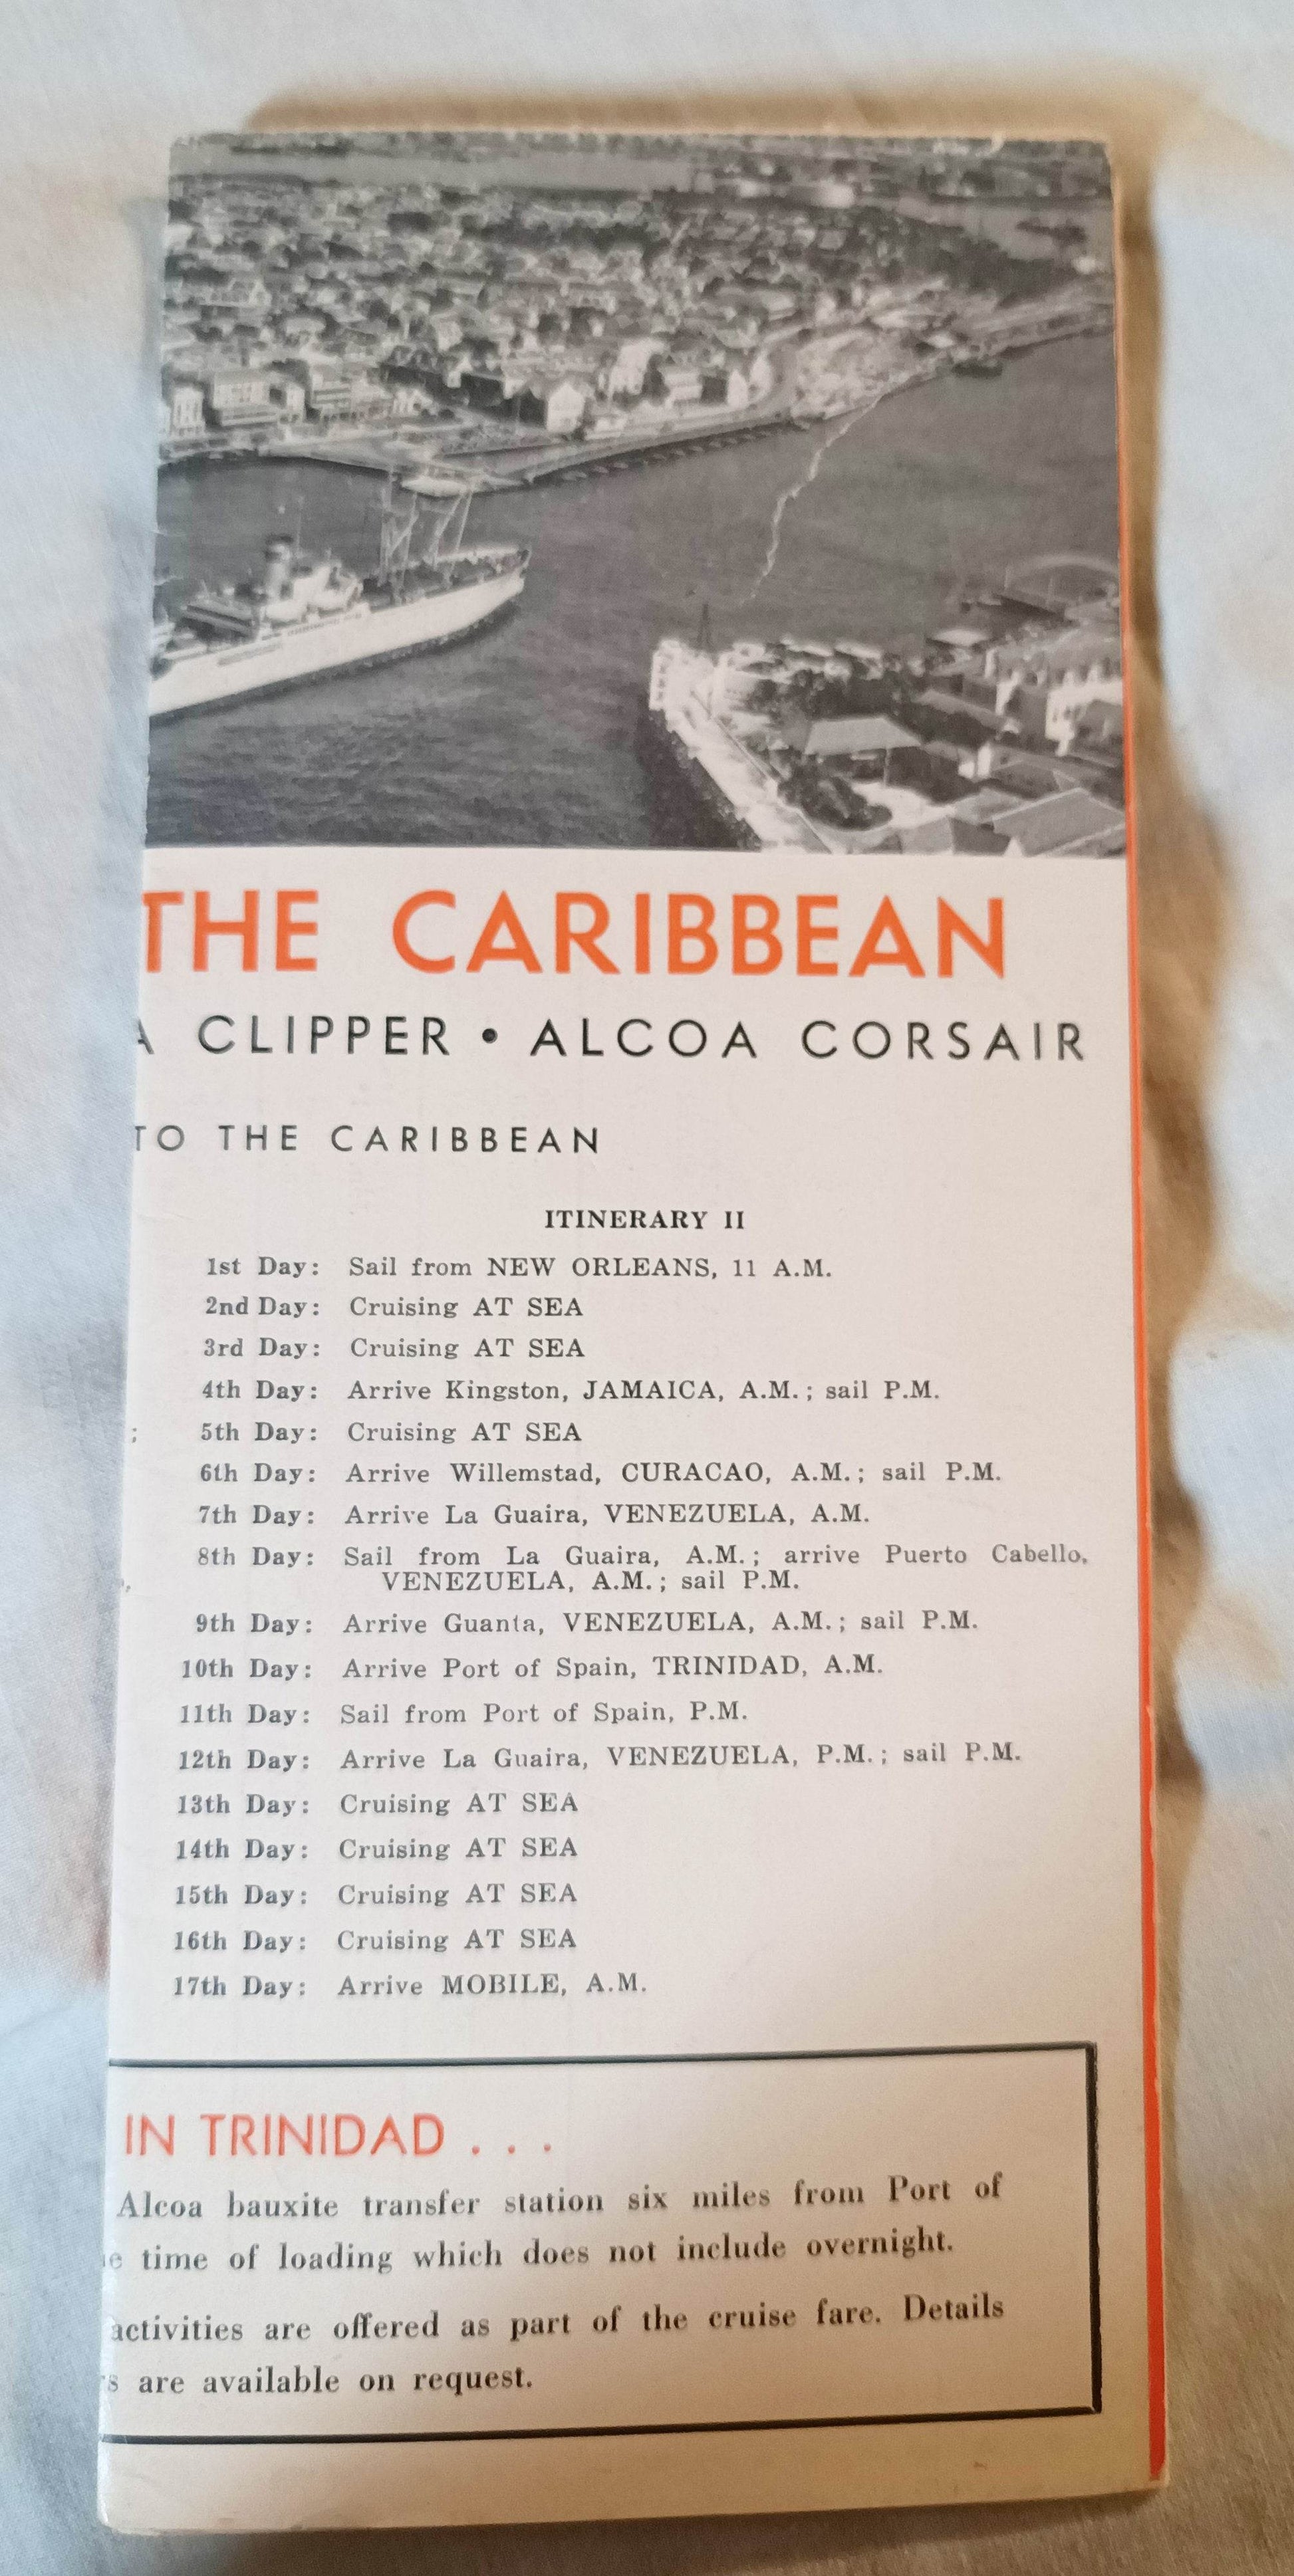 THE CARIBBEAN
A CLIPPER • ALCOA CORSAIR
TO THE CARIBBEAN
ITINERARY II
1st Day: Sail from NEW ORLEANS, 11 A.M.
2nd Day: Cruising AT SEA
3rd Day: Cruising AT SEA
4th Day: Arrive Kingston, JAMAICA, A.M.; sail P.M.
; 5th Day: Cruising AT SEA
6th Day: Arrive Willemstad, CURACAO, A.M.; sail P.M.
7th Day: Arrive La Guaira, VENEZUELA, A.M.
8th Day: Sail from La Guaira, A.M.; arrive Puerto Cabello,
VENEZUELA, A.M.; sail P.M.
9th Day: Arrive Guanta, VENEZUELA, A.M.; sail P.M.
10th Day: Arrive Port of Spain, TRINIDAD, A.M.
11th Day: Sail from Port of Spain, P.M.
12th Day: Arrive La Guaira, VENEZUELA, P.M.; sail P.M.
13th Day: Cruising AT SEA
14th Day: Cruising AT SEA
15th Day: Cruising AT SEA
16th Day: Cruising AT SEA
17th Day: Arrive MOBILE, A.M.
IN TRINIDAD . . .
Alcoa bauxite transfer station six miles from Port of
e time of loading which does not include overnight.
activities are offered as part of the cruise fare. Details
s are available on request.